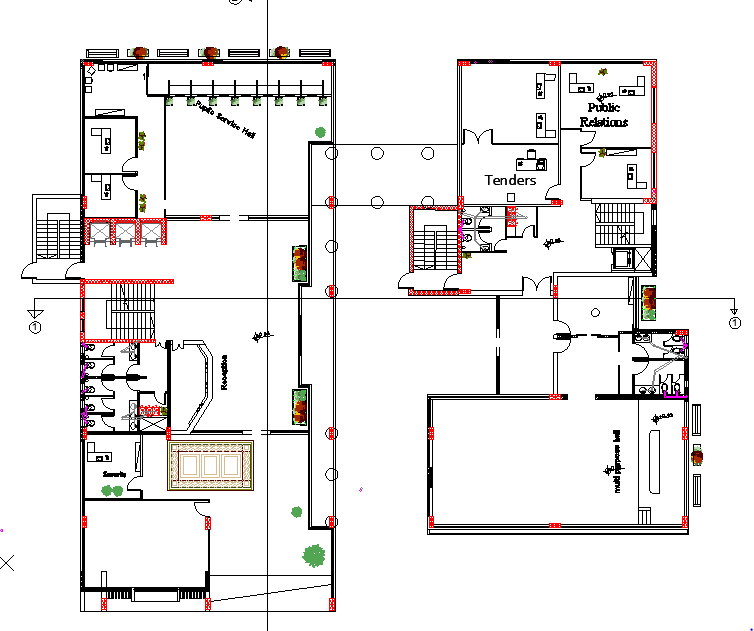 Public Service Hall
Public
Relations
Tenders
1
1
Reception
Security
multi purpose hall